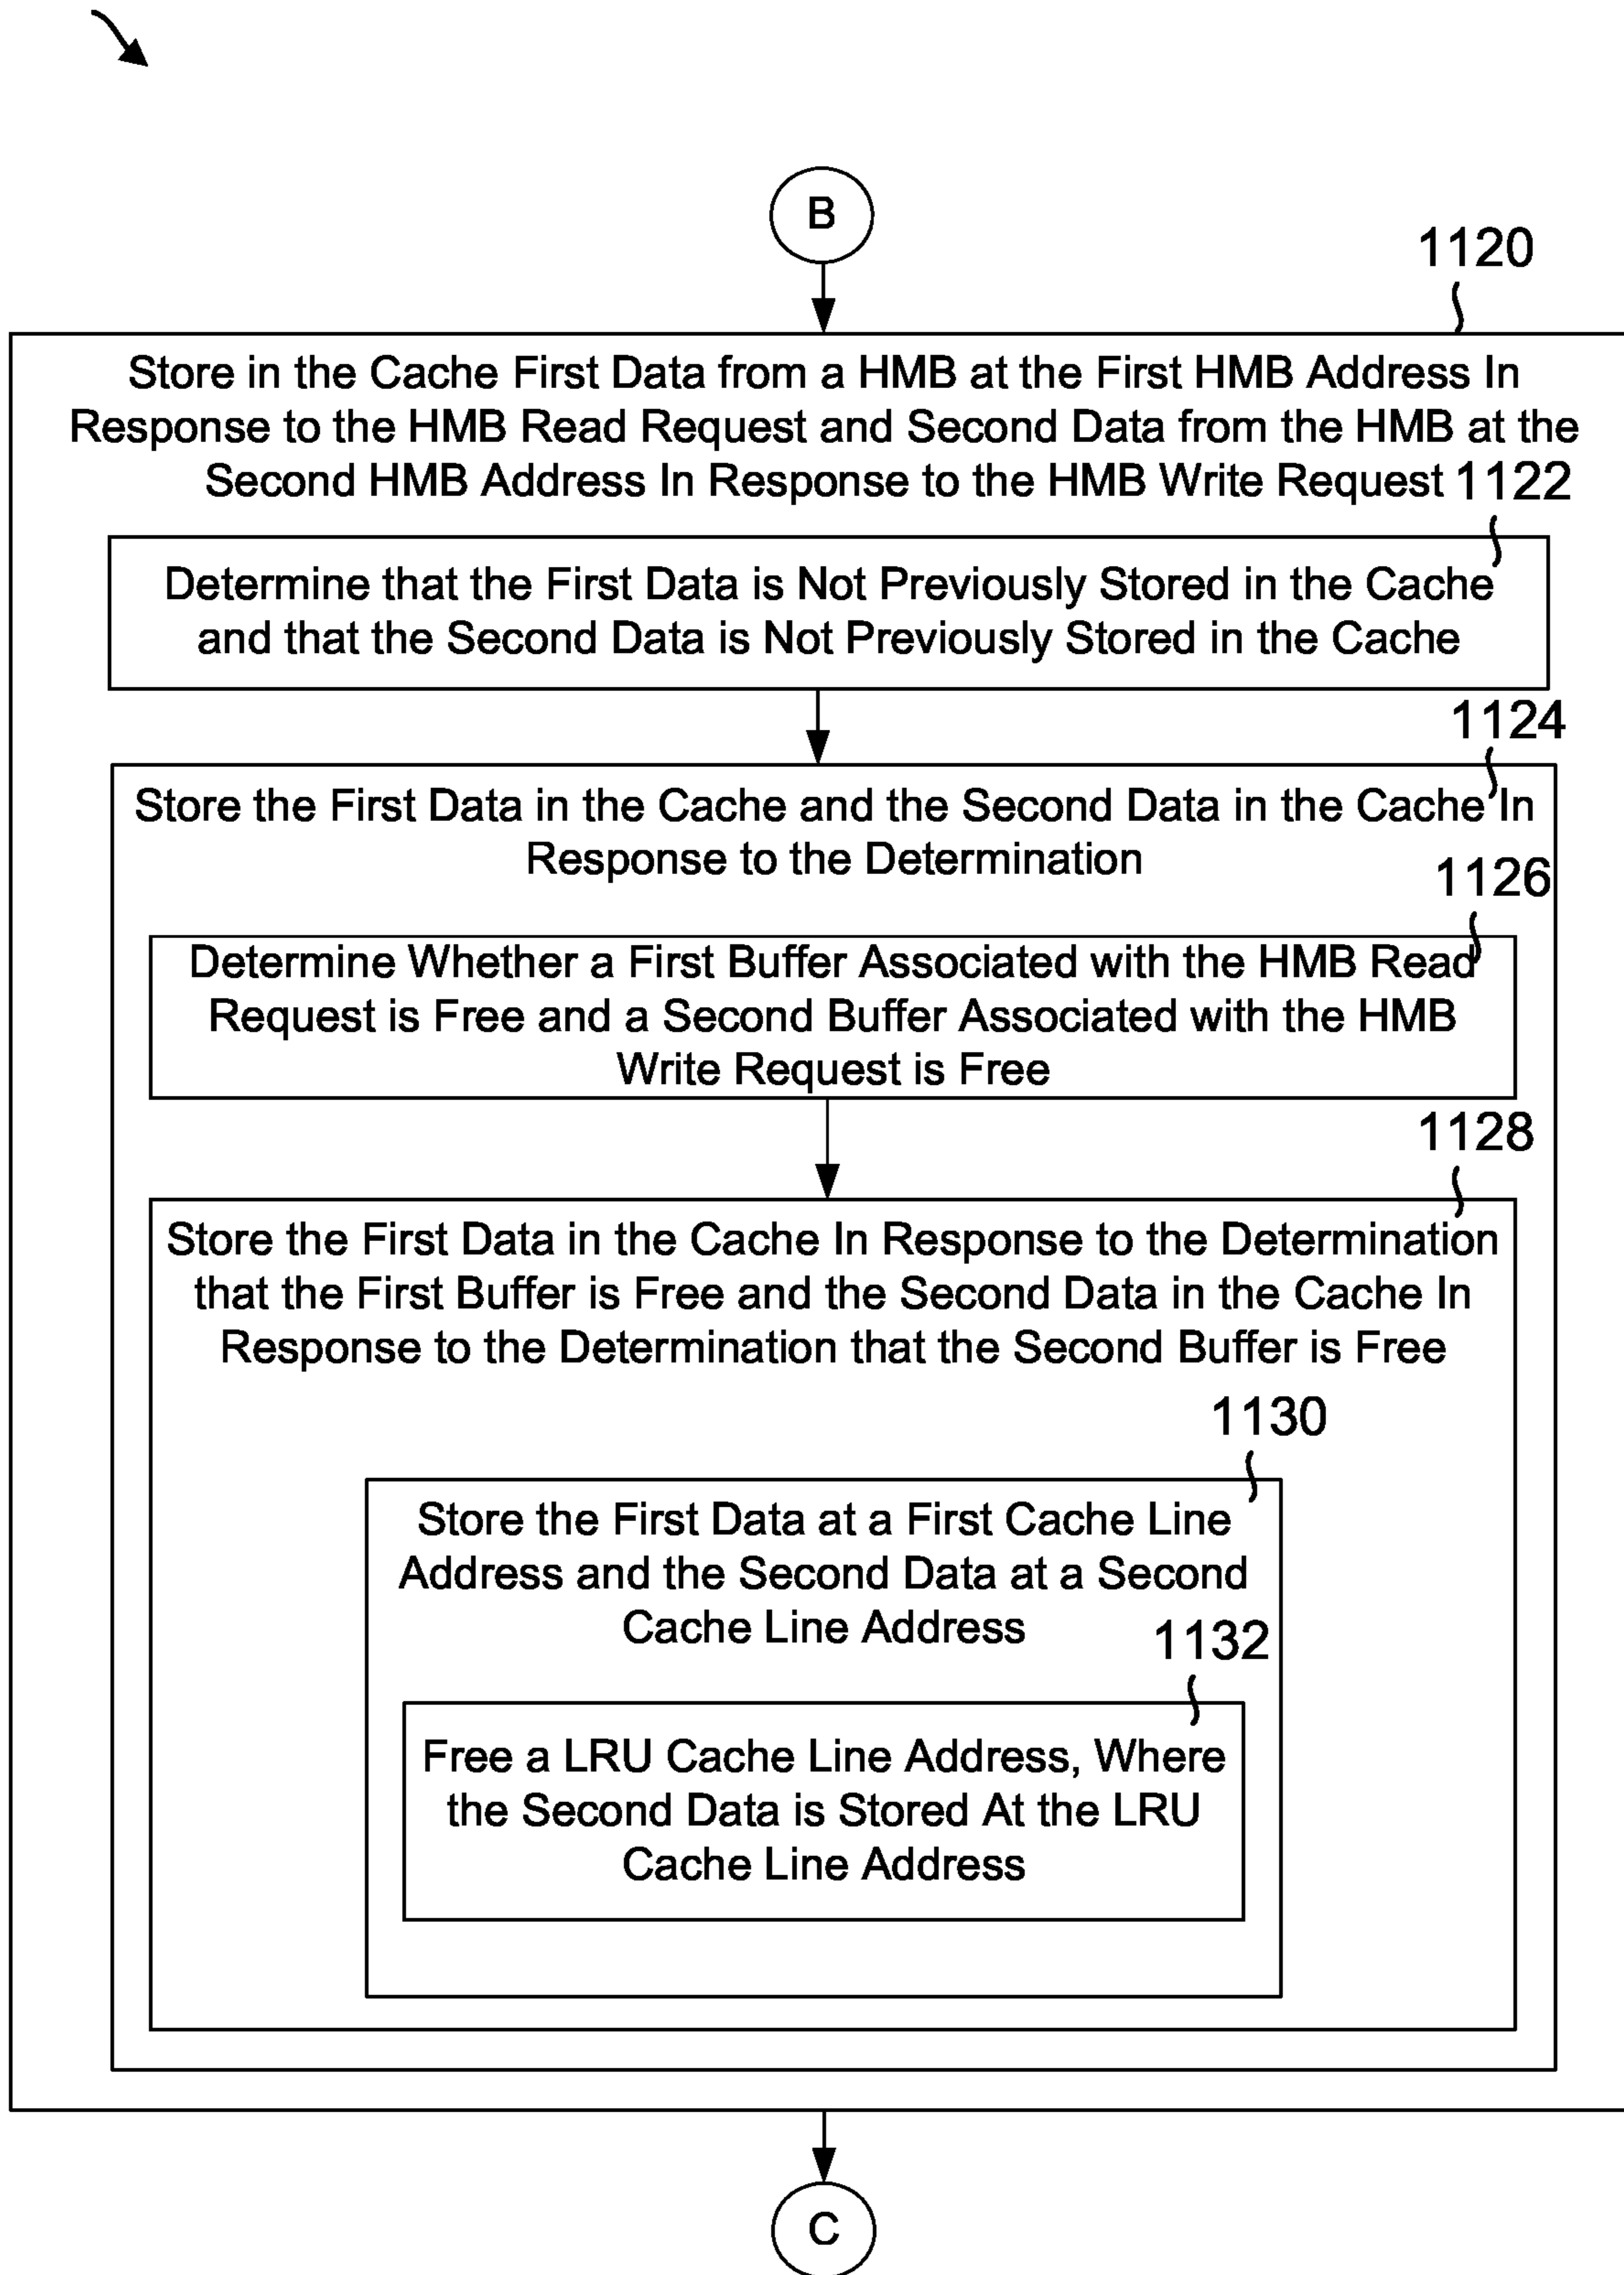 B
1120
Store in the Cache First Data from a HMB at the First HMB Address In
Response to the HMB Read Request and Second Data from the HMB at the
Second HMB Address In Response to the HMB Write Request
1122
Determine that the First Data is Not Previously Stored in the Cache
and that the Second Data is Not Previously Stored in the Cache
1124
Store the First Data in the Cache and the Second Data in the Cache In
Response to the Determination
1126
Determine Whether a First Buffer Associated with the HMB Read
Request is Free and a Second Buffer Associated with the HMB
Write Request is Free
1128
Store the First Data in the Cache In Response to the Determination
that the First Buffer is Free and the Second Data in the Cache In
Response to the Determination that the Second Buffer is Free
1130
Store the First Data at a First Cache Line
Address and the Second Data at a Second
Cache Line Address
1132
Free a LRU Cache Line Address, Where
the Second Data is Stored At the LRU
Cache Line Address
C